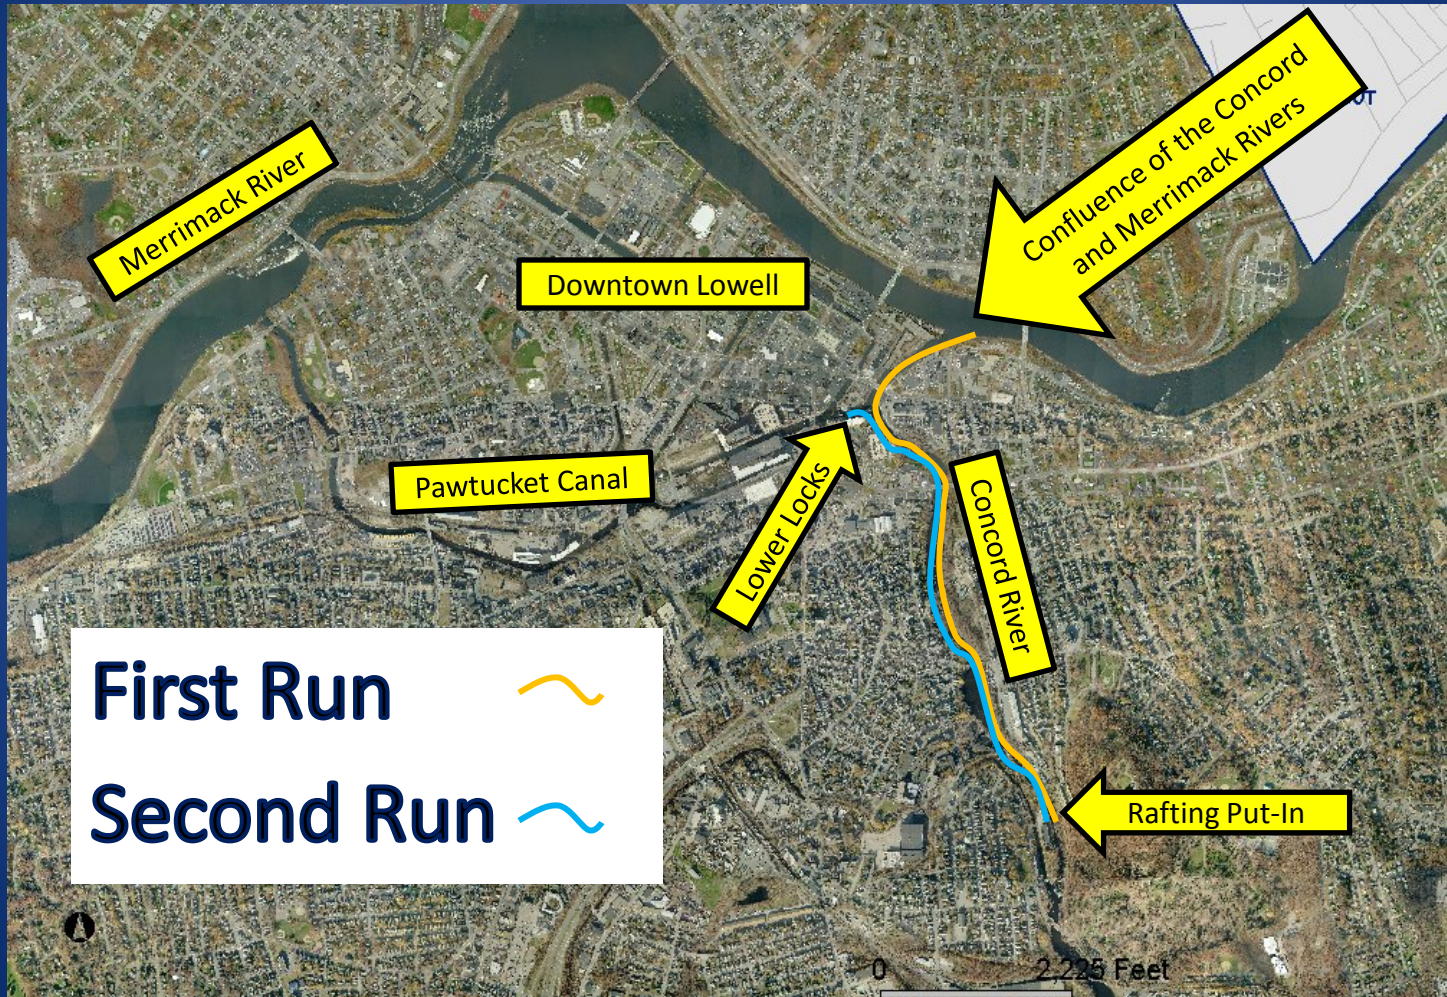 Confluence of the Concord
and Merrimack Rivers
Merrimack River
Downtown Lowell
Pawtucket Canal
Lower Locks
Concord River
First Run
Second Run
Rafting Put-In
0
2,225 Feet